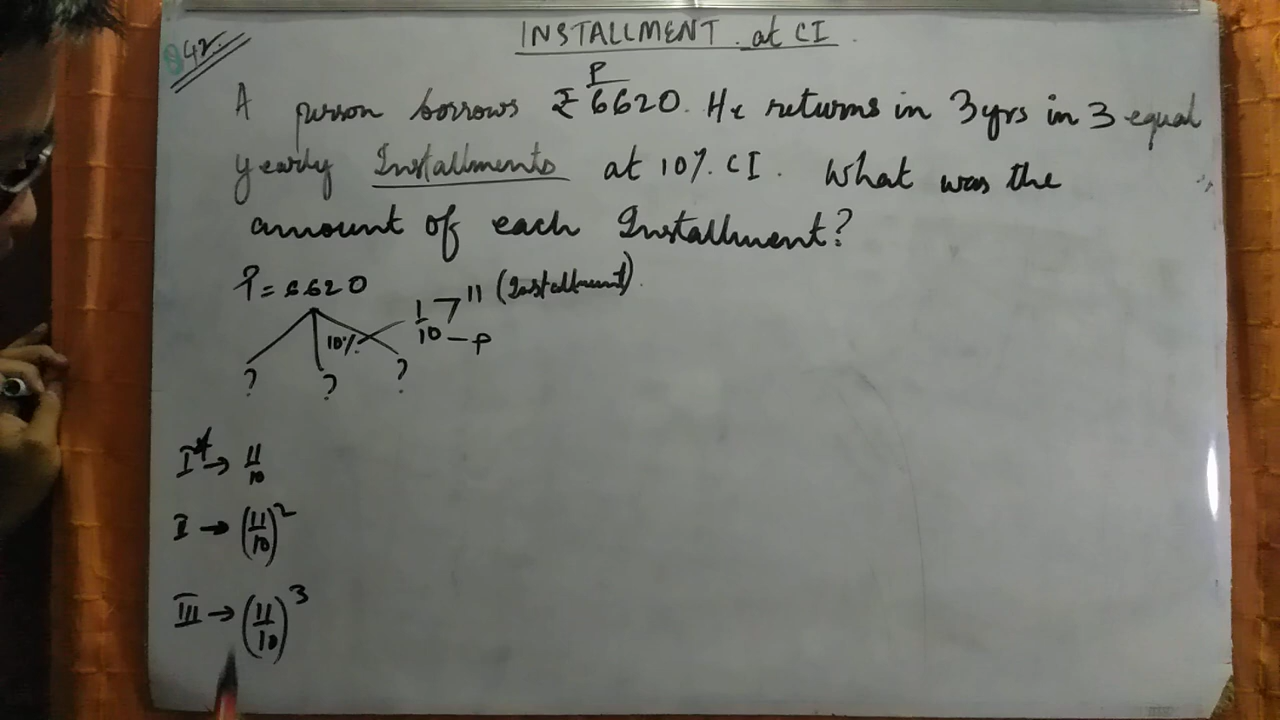 INSTALLMENT at CI
Q42.
P
A person borrows ₹ 6620. He returns in 3 yrs in 3 equal
yearly Installments at 10% CI. What was the
amount of each Installment?
P = 6620
1/10 11 (Installment)
10% P
? ? ?
I → 11/10
II → (11/10)²
III → (11/10)³